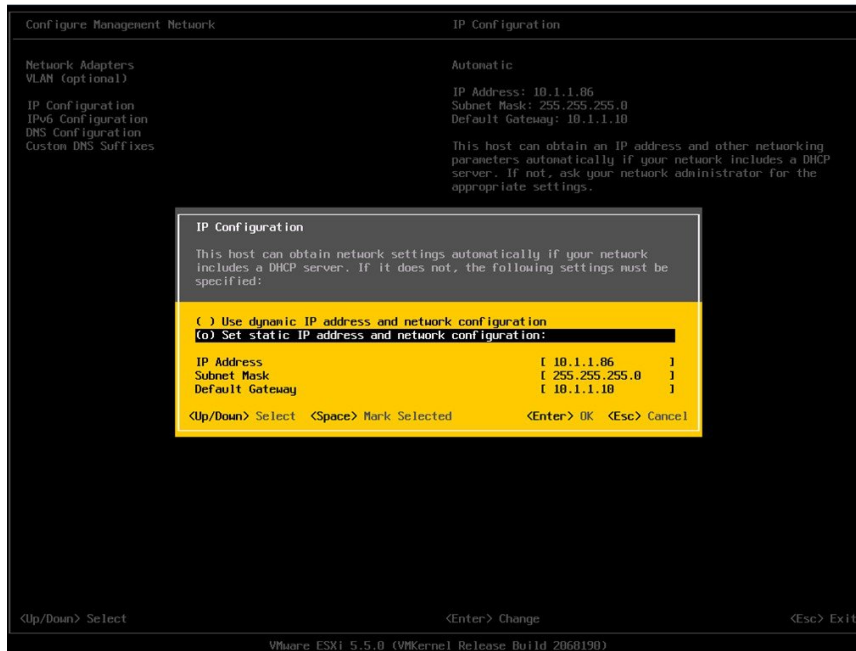 Configure Management Network
IP Configuration
Network Adapters
VLAN (optional)
IP Configuration
IPv6 Configuration
DNS Configuration
Custom DNS Suffixes
Automatic
IP Address: 10.1.1.86
Subnet Mask: 255.255.255.0
Default Gateway: 10.1.1.10
This host can obtain an IP address and other networking
parameters automatically if your network includes a DHCP
server. If not, ask your network administrator for the
appropriate settings.
IP Configuration
This host can obtain network settings automatically if your network
includes a DHCP server. If it does not, the following settings must be
specified:
( ) Use dynamic IP address and network configuration
(o) Set static IP address and network configuration:
IP Address [ 10.1.1.86 ]
Subnet Mask [ 255.255.255.0 ]
Default Gateway [ 10.1.1.10 ]
<Up/Down> Select <Space> Mark Selected <Enter> OK <Esc> Cancel
<Up/Down> Select <Enter> Change <Esc> Exit
VMware ESXi 5.5.0 (VMKernel Release Build 2068190)